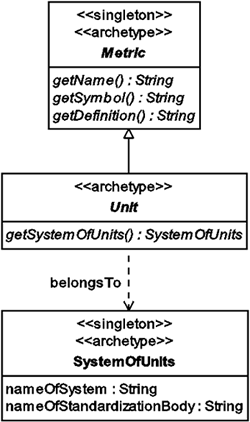 <<singleton>>
<<archetype>>
Metric
getName() : String
getSymbol() : String
getDefinition() : String
<<archetype>>
Unit
getSystemOfUnits() : SystemOfUnits
belongsTo
<<singleton>>
<<archetype>>
SystemOfUnits
nameOfSystem : String
nameOfStandardizationBody : String